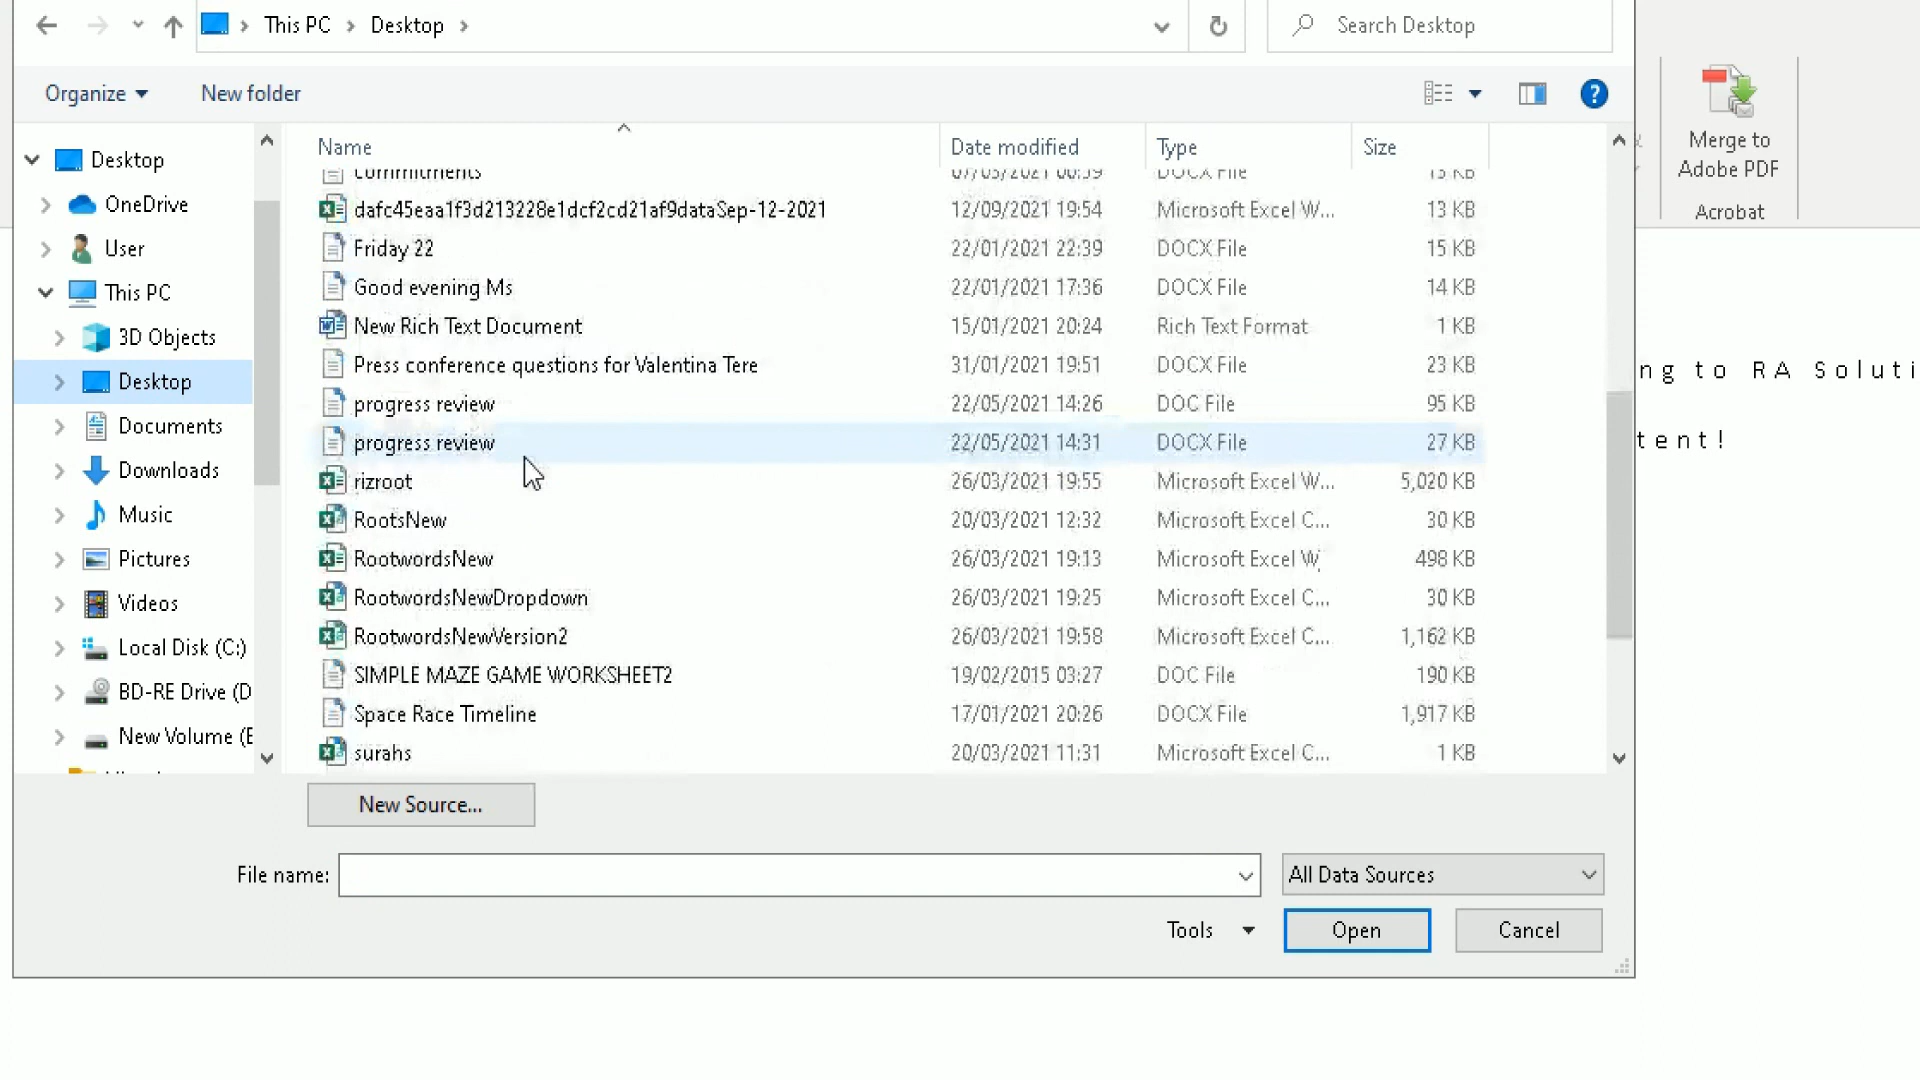 This PC > Desktop >
Search Desktop
Organize
New folder
?
Merge to
Adobe PDF
Acrobat
Desktop
OneDrive
User
This PC
3D Objects
Desktop
Documents
Downloads
Music
Pictures
Videos
Local Disk (C:)
BD-RE Drive (D
New Volume (E
Name Date modified Type Size
commitments DOCX File 13 KB
dafc45eaa1f3d213228e1dcf2cd21af9dataSep-12-2021 12/09/2021 19:54 Microsoft Excel W... 13 KB
Friday 22 22/01/2021 22:39 DOCX File 15 KB
Good evening Ms 22/01/2021 17:36 DOCX File 14 KB
New Rich Text Document 15/01/2021 20:24 Rich Text Format 1 KB
Press conference questions for Valentina Tere 31/01/2021 19:51 DOCX File 23 KB
progress review 22/05/2021 14:26 DOC File 95 KB
progress review 22/05/2021 14:31 DOCX File 27 KB
rizroot 26/03/2021 19:55 Microsoft Excel W... 5,020 KB
RootsNew 20/03/2021 12:32 Microsoft Excel C... 30 KB
RootwordsNew 26/03/2021 19:13 Microsoft Excel W 498 KB
RootwordsNewDropdown 26/03/2021 19:25 Microsoft Excel C... 30 KB
RootwordsNewVersion2 26/03/2021 19:58 Microsoft Excel C... 1,162 KB
SIMPLE MAZE GAME WORKSHEET2 19/02/2015 03:27 DOC File 190 KB
Space Race Timeline 17/01/2021 20:26 DOCX File 1,917 KB
surahs 20/03/2021 11:31 Microsoft Excel C... 1 KB
ng to RA Soluti
tent!
New Source...
File name:
All Data Sources
Tools
Open
Cancel